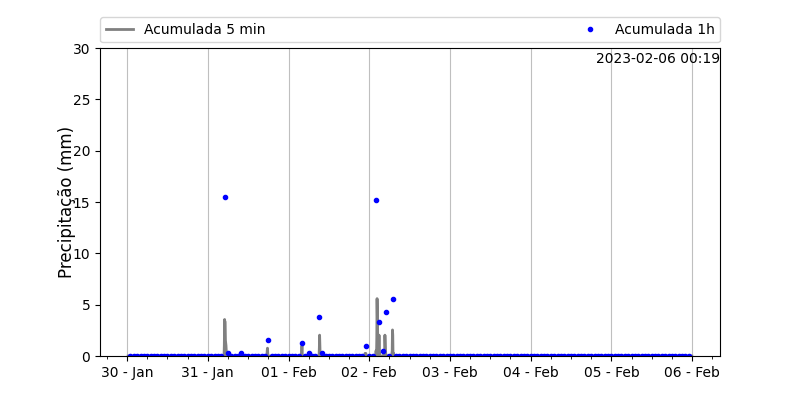 Acumulada 5 min
Acumulada 1h
2023-02-06 00:19
Precipitação (mm)
30
25
20
15
10
5
0
30 - Jan
31 - Jan
01 - Feb
02 - Feb
03 - Feb
04 - Feb
05 - Feb
06 - Feb